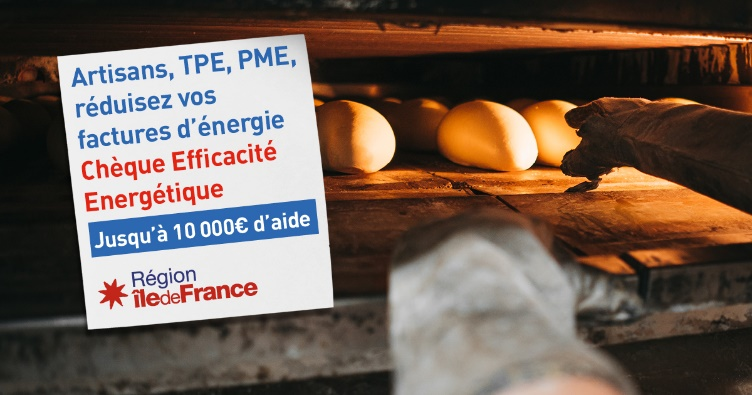 Artisans, TPE, PME,
réduisez vos
factures d'énergie
Chèque Efficacité
Energétique
Jusqu'à 10 000€ d'aide
Région
îledeFrance